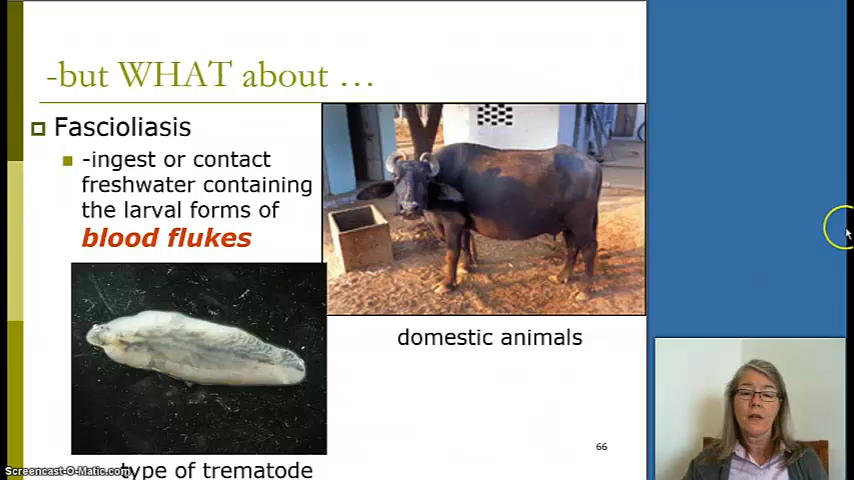 -but WHAT about …
Fascioliasis
-ingest or contact
freshwater containing
the larval forms of
blood flukes
domestic animals
66
type of trematode
Screencast-O-Matic.com